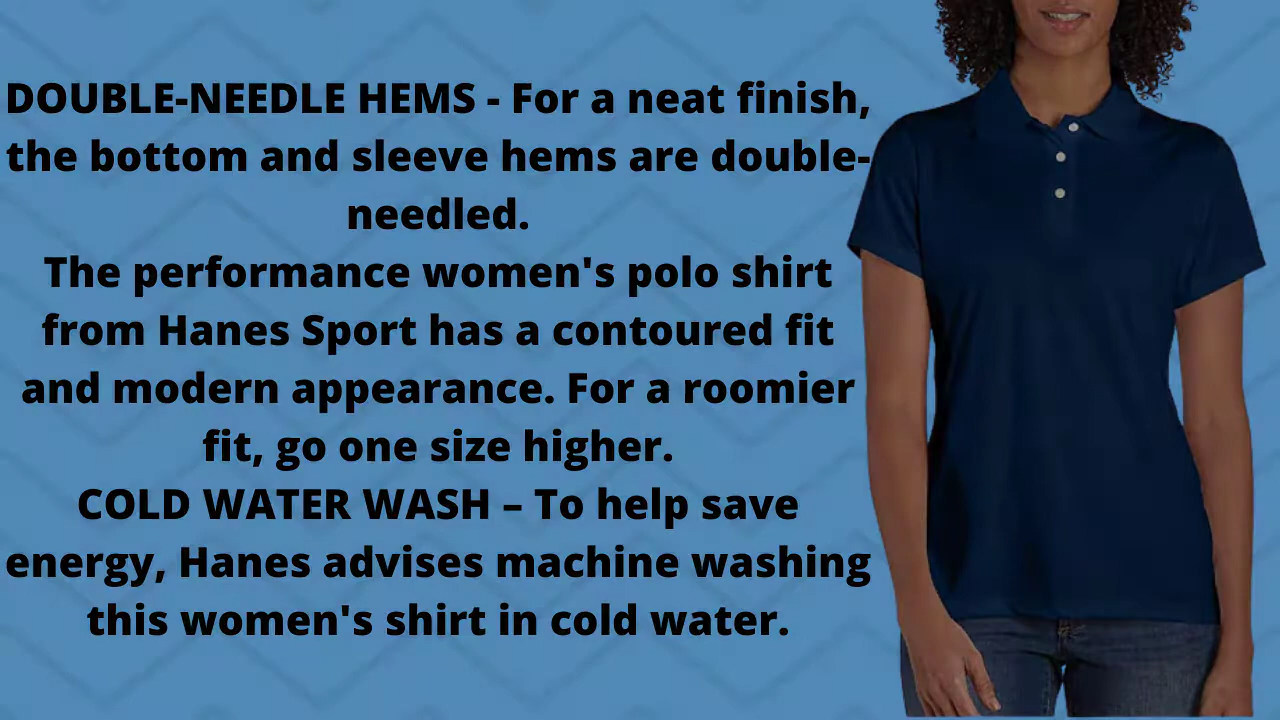 DOUBLE-NEEDLE HEMS - For a neat finish,
the bottom and sleeve hems are double-
needled.
The performance women's polo shirt
from Hanes Sport has a contoured fit
and modern appearance. For a roomier
fit, go one size higher.
COLD WATER WASH – To help save
energy, Hanes advises machine washing
this women's shirt in cold water.